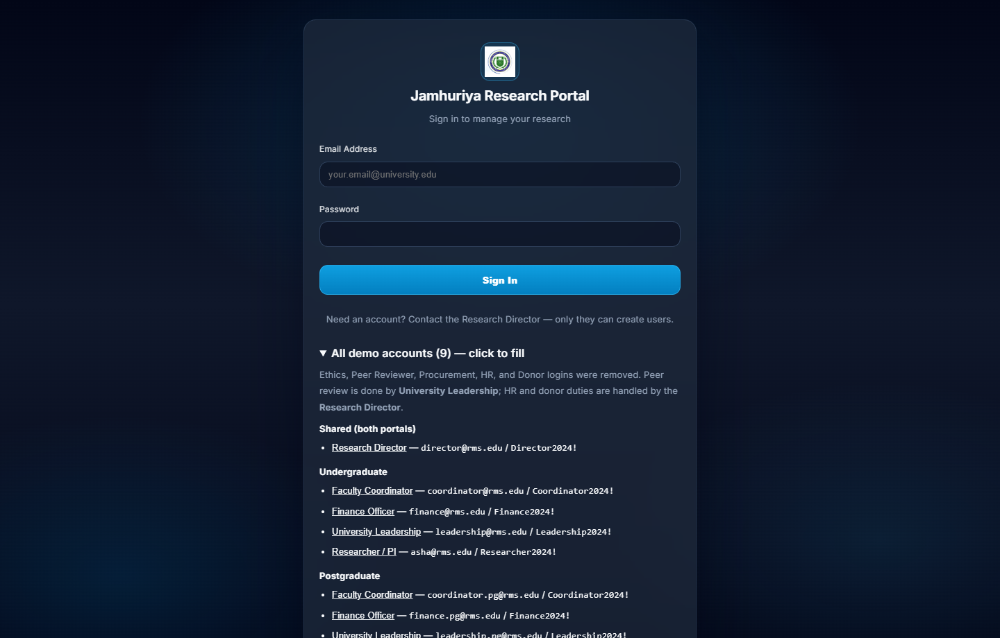 Jamhuriya Research Portal
Sign in to manage your research
Email Address
your.email@university.edu
Password
Sign In
Need an account? Contact the Research Director — only they can create users.
▼ All demo accounts (9) — click to fill
Ethics, Peer Reviewer, Procurement, HR, and Donor logins were removed. Peer
review is done by University Leadership; HR and donor duties are handled by the
Research Director.
Shared (both portals)
• Research Director — director@rms.edu / Director2024!
Undergraduate
• Faculty Coordinator — coordinator@rms.edu / Coordinator2024!
• Finance Officer — finance@rms.edu / Finance2024!
• University Leadership — leadership@rms.edu / Leadership2024!
• Researcher / PI — asha@rms.edu / Researcher2024!
Postgraduate
• Faculty Coordinator — coordinator.pg@rms.edu / Coordinator2024!
• Finance Officer — finance.pg@rms.edu / Finance2024!
• University Leadership — leadership.pg@rms.edu / Leadership2024!